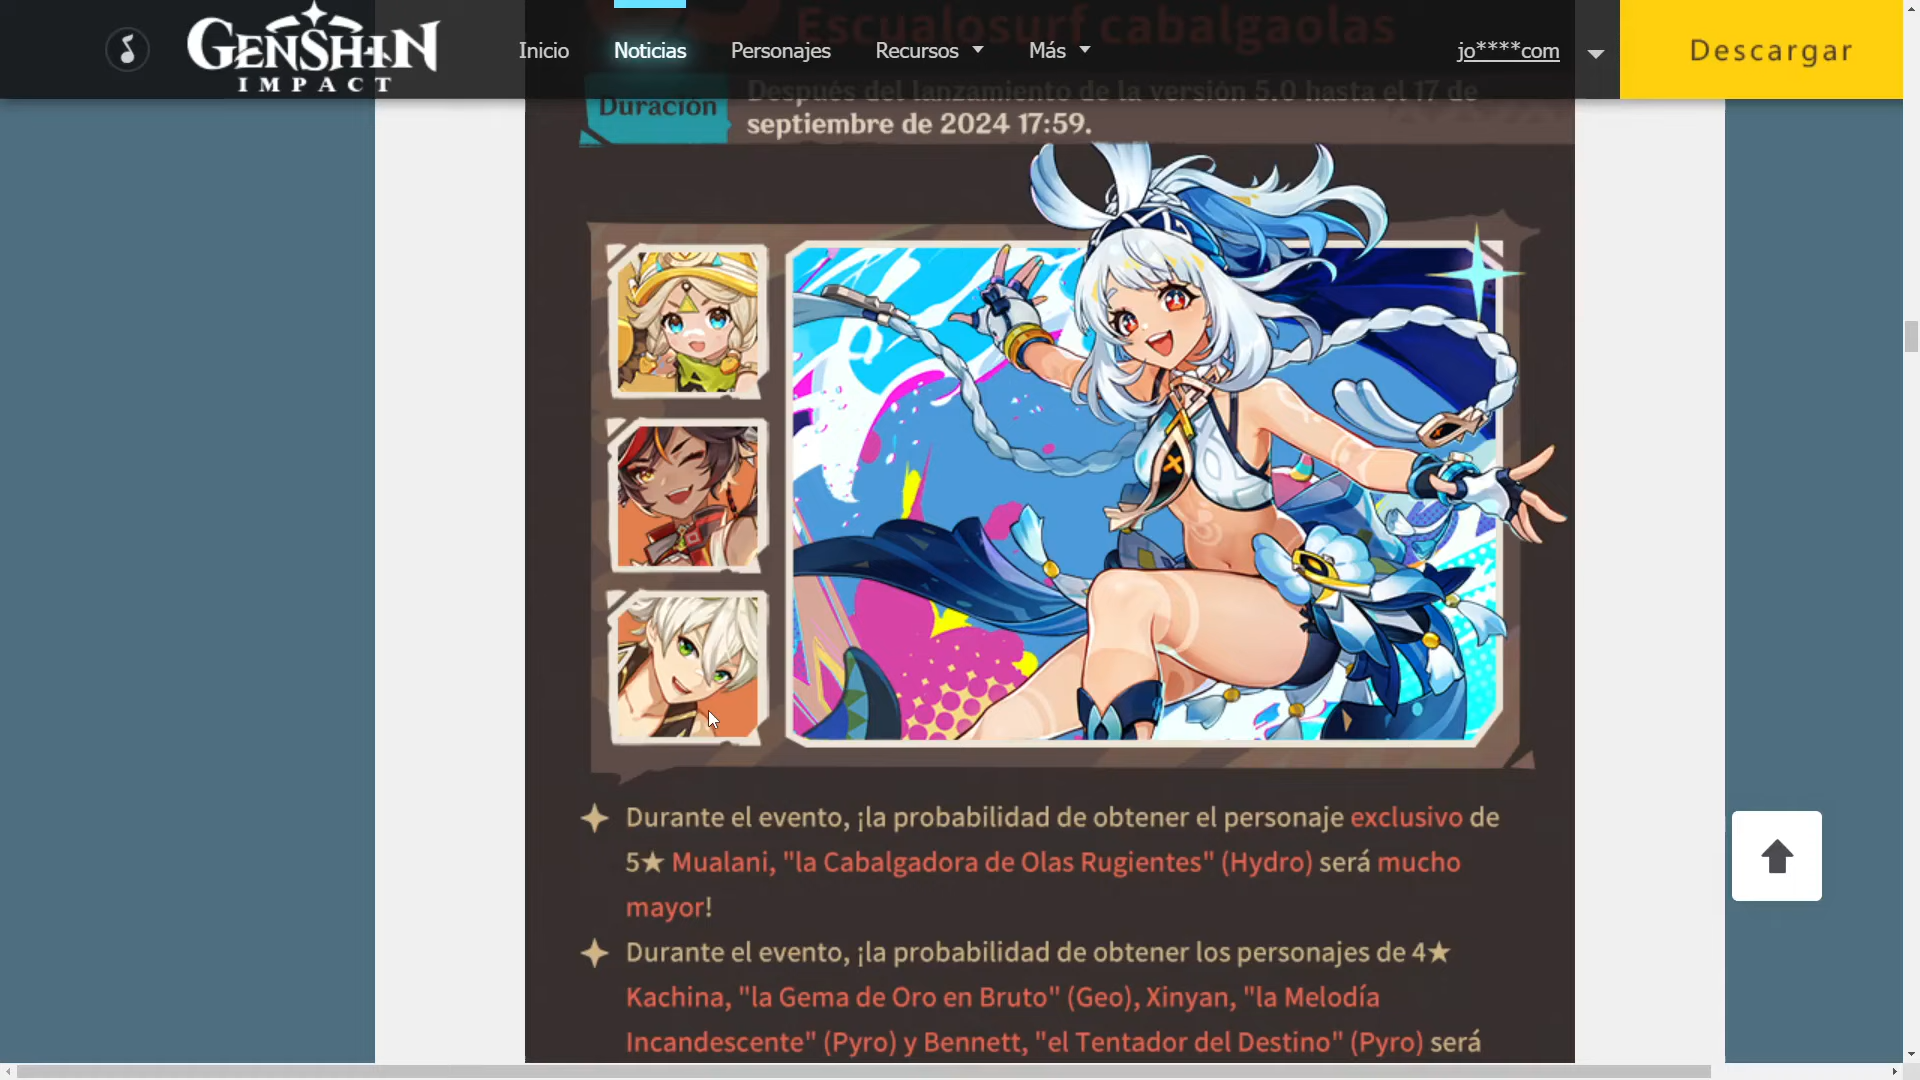 Escualosurf cabalgaolas
GENSHIN
IMPACT
Inicio
Noticias
Personajes
Recursos
Más
jo****com
Descargar
Duración
Después del lanzamiento de la versión 5.0 hasta el 17 de
septiembre de 2024 17:59.
Durante el evento, ¡la probabilidad de obtener el personaje exclusivo de
5★ Mualani, "la Cabalgadora de Olas Rugientes" (Hydro) será mucho
mayor!
Durante el evento, ¡la probabilidad de obtener los personajes de 4★
Kachina, "la Gema de Oro en Bruto" (Geo), Xinyan, "la Melodía
Incandescente" (Pyro) y Bennett, "el Tentador del Destino" (Pyro) será